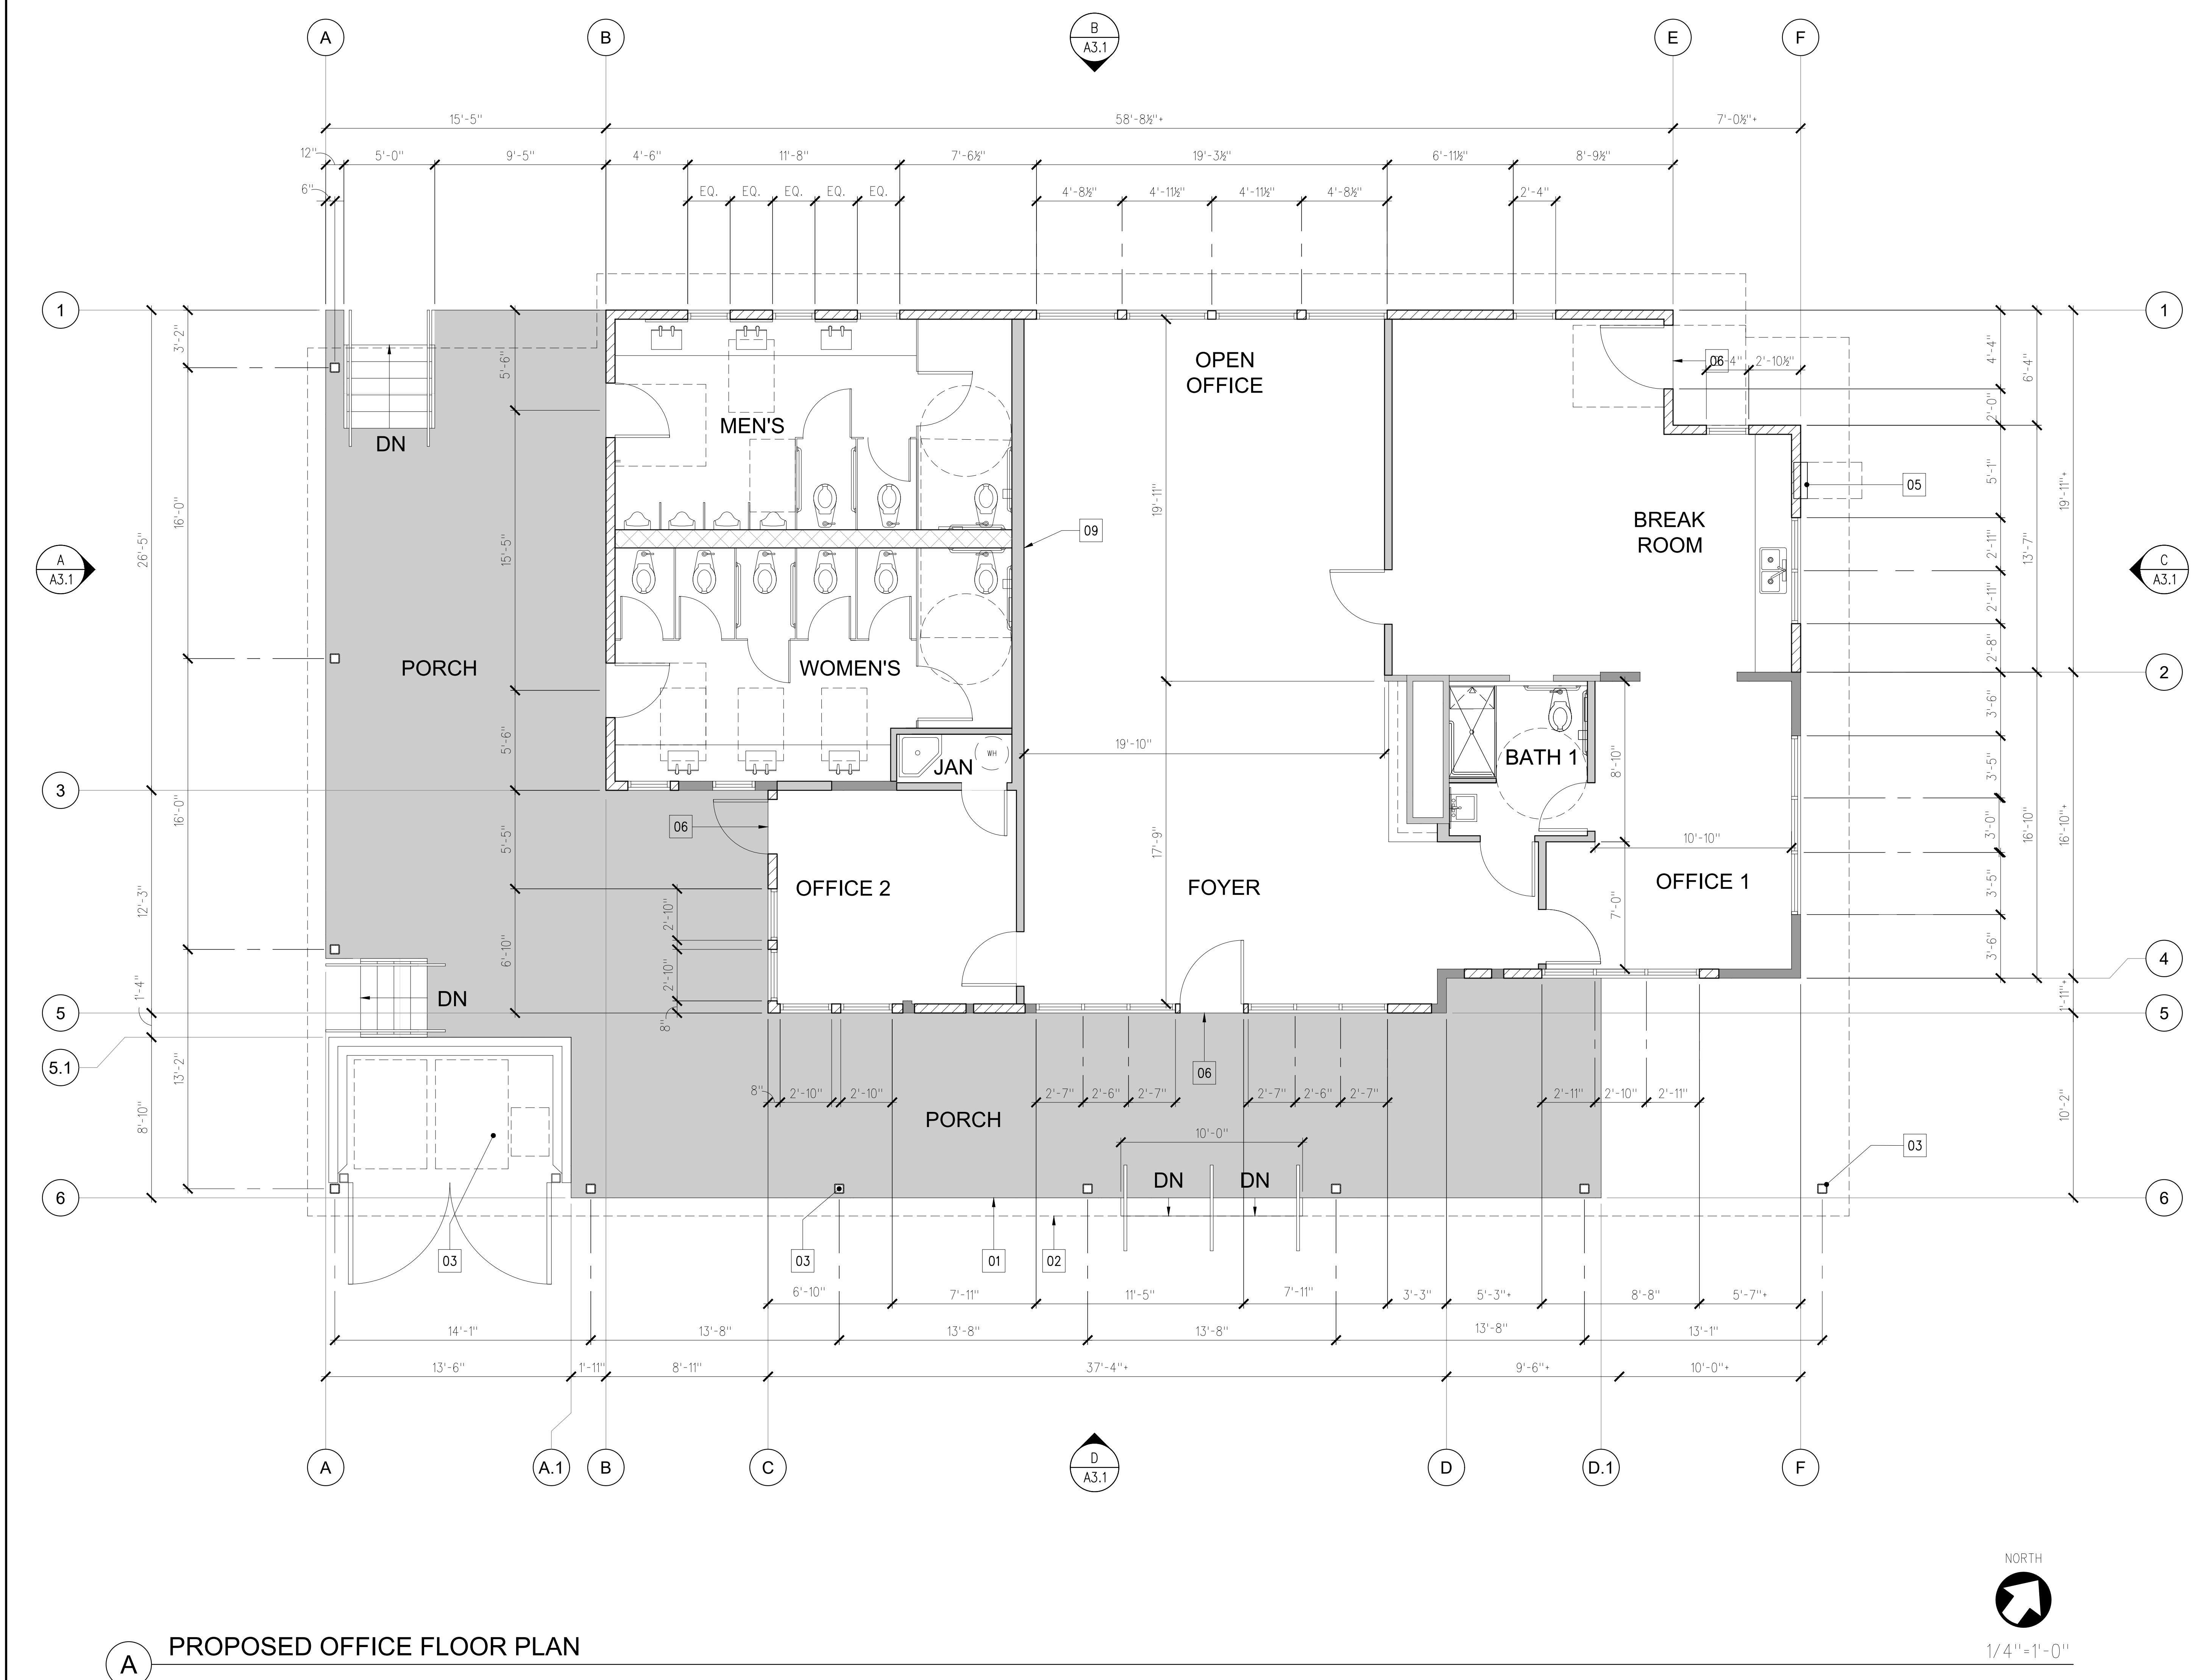 A
B
B
A3.1
E
F
15'-5"
58'-8½"+
7'-0½"+
12"
5'-0"
9'-5"
4'-6"
11'-8"
7'-6½"
19'-3½"
6'-11½"
8'-9½"
6"
EQ.
EQ.
EQ.
EQ.
EQ.
4'-8½"
4'-11½"
4'-11½"
4'-8½"
2'-4"
1
1
3'-2"
5'-6"
4'-4"
6'-4"
OPEN
OFFICE
06
2'-10½"
2'-0"
MEN'S
DN
5'-1"
19'-11"+
05
16'-0"
19'-11"
BREAK
ROOM
09
26'-5"
15'-5"
2'-11"
13'-7"
A
A3.1
C
A3.1
2'-11"
2'-8"
PORCH
WOMEN'S
2
3'-6"
5'-6"
19'-10"
JAN
WH
BATH 1
8'-10"
3'-5"
3
16'-0"
06
5'-5"
17'-9"
10'-10"
3'-0"
16'-10"
16'-10"+
OFFICE 2
FOYER
OFFICE 1
12'-3"
2'-10"
7'-0"
3'-5"
6'-10"
3'-6"
4
1'-4"
DN
2'-10"
1'-11"+
5
8"
5
5.1
13'-2"
06
8"
2'-10"
2'-10"
2'-7"
2'-6"
2'-7"
2'-7"
2'-6"
2'-7"
2'-11"
2'-10"
2'-11"
8'-10"
PORCH
10'-0"
10'-2"
03
DN
DN
6
6
03
03
01
02
6'-10"
7'-11"
11'-5"
7'-11"
3'-3"
5'-3"+
8'-8"
5'-7"+
14'-1"
13'-8"
13'-8"
13'-8"
13'-8"
13'-1"
13'-6"
1'-11"
8'-11"
37'-4"+
9'-6"+
10'-0"+
A
A.1
B
C
D
A3.1
D
D.1
F
NORTH
1/4"=1'-0"
A
PROPOSED OFFICE FLOOR PLAN